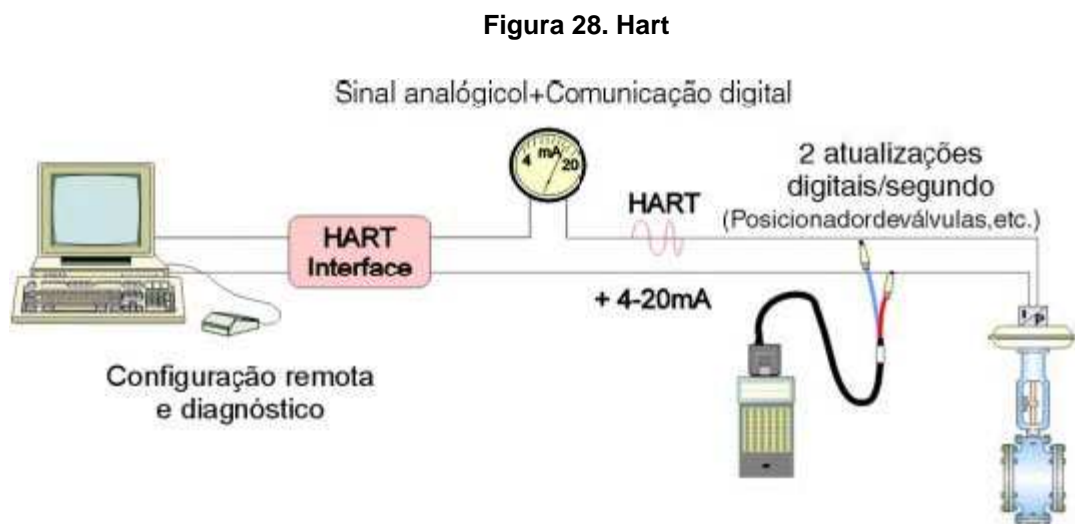 Figura 28. Hart
Sinal analógicol+Comunicação digital
4 mA 20
2 atualizações
digitais/segundo
(Posicionadordeválvulas,etc.)
HART
HART
Interface
+ 4-20mA
I/P
Configuração remota
e diagnóstico